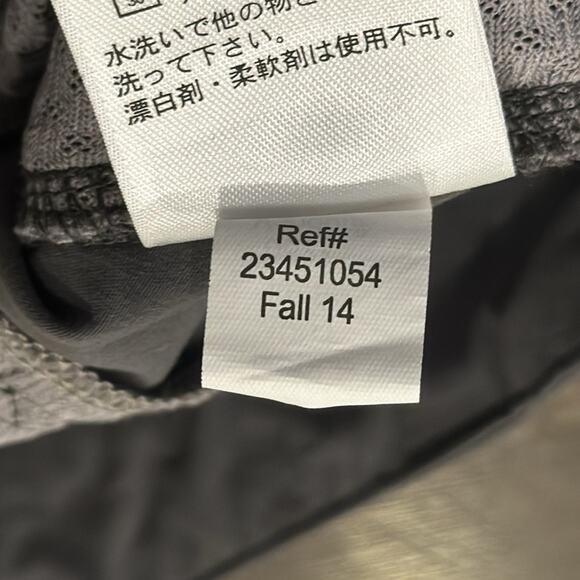 水洗いで他の物と
洗って下さい。
漂白剤・柔軟剤は使用不可。
Ref#
23451054
Fall 14